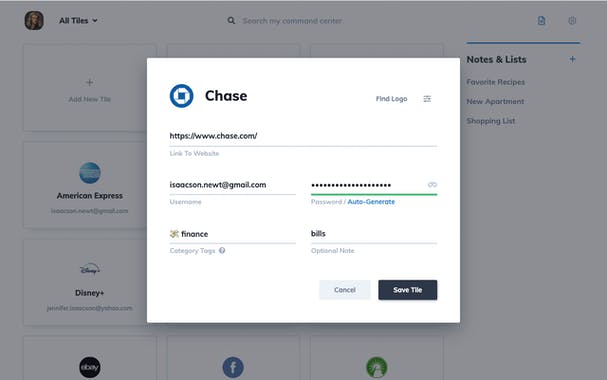 All Tiles
Search my command center
Notes & Lists
+
Favorite Recipes
New Apartment
Shopping List
+
Add New Tile
American Express
isaacson.newt@gmail.com
Disney+
Disney+
jennifer.isaacson@yahoo.com
ebay
f
Chase
Find Logo
https://www.chase.com/
Link To Website
isaacson.newt@gmail.com
Username
••••••••••••••••••••
Password / Auto-Generate
💸 finance
Category Tags ?
bills
Optional Note
Cancel
Save Tile